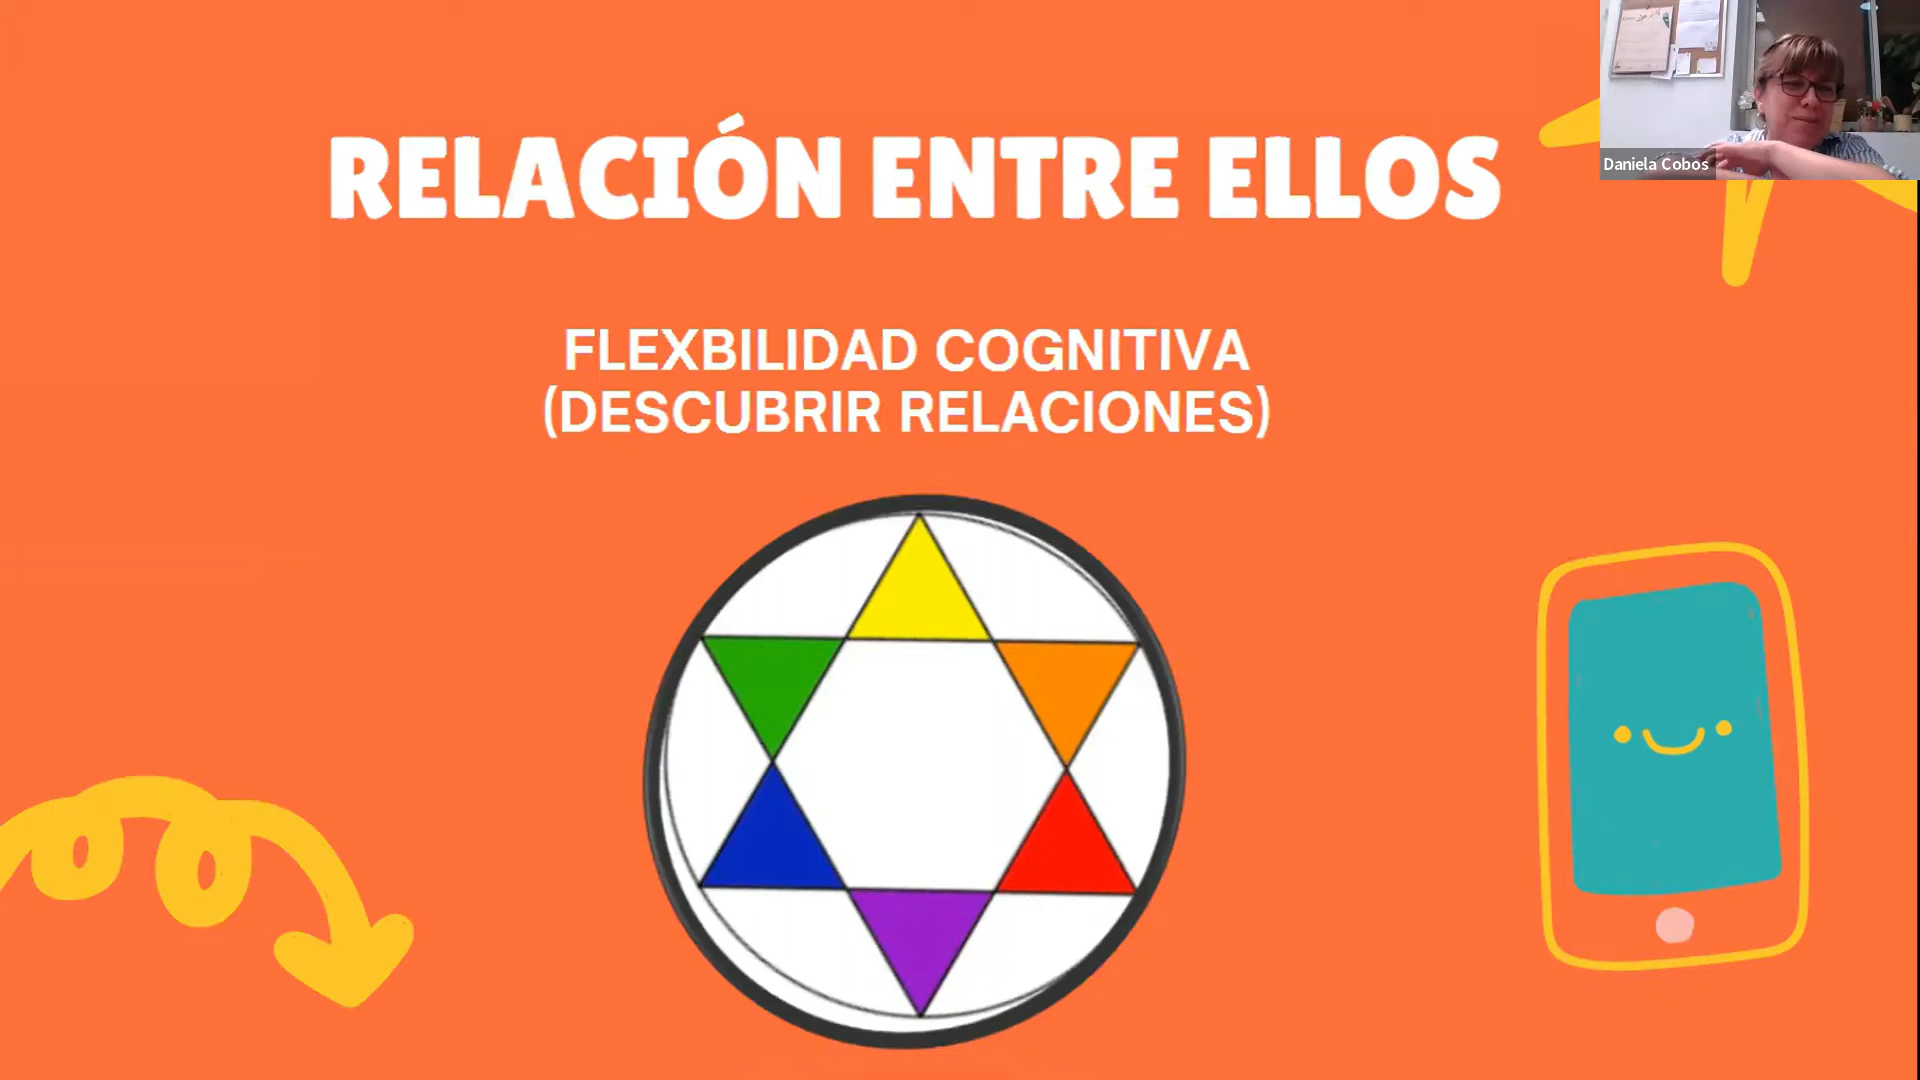 RELACIÓN ENTRE ELLOS
FLEXBILIDAD COGNITIVA
(DESCUBRIR RELACIONES)
Daniela Cobos